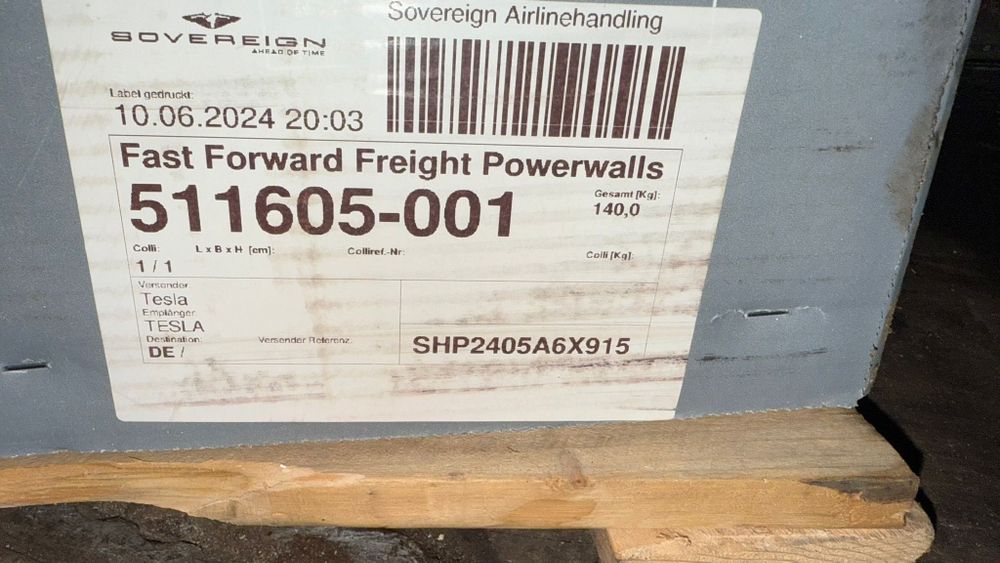 SOVEREIGN
AHEAD OF TIME
Sovereign Airlinehandling
Label gedruckt:
10.06.2024 20:03
Fast Forward Freight Powerwalls
511605-001
Gesamt [Kg]:
140,0
Colli:
L x B x H [cm]:
Colliref.-Nr:
Colli [Kg]:
1 / 1
Versender
Tesla
Empfänger
TESLA
Destination:
Versender Referenz:
DE /
SHP2405A6X915